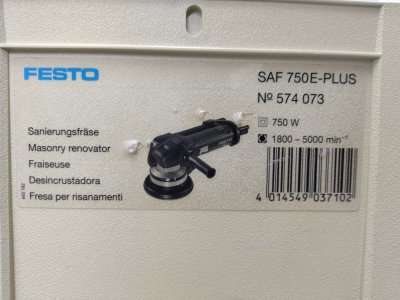 FESTO
SAF 750E-PLUS
Nº 574 073
750 W
1800 – 5000 min⁻¹
Sanierungsfräse
Masonry renovator
Fraiseuse
Desincrustadora
Fresa per risanamenti
FESTO
4 014549 037102